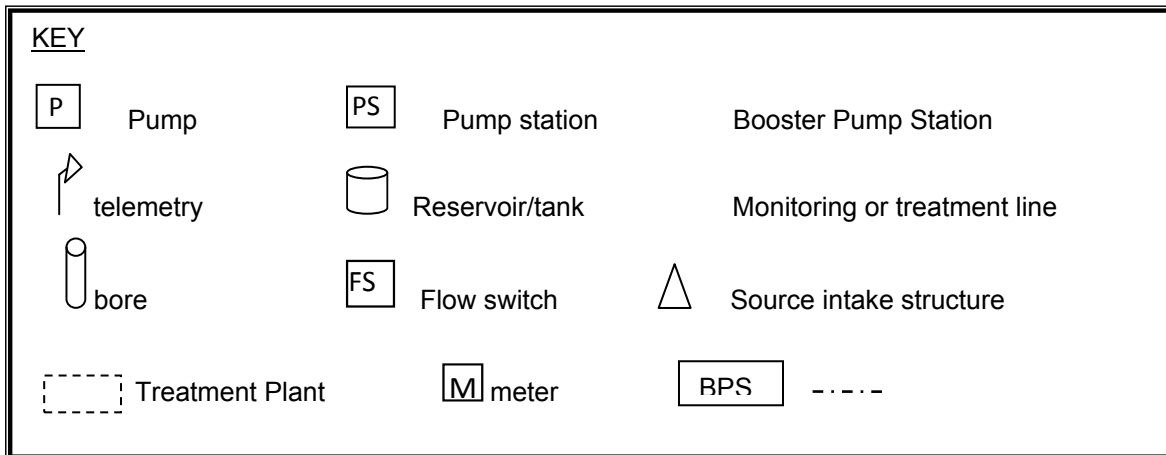 KEY
P Pump PS Pump station Booster Pump Station
telemetry Reservoir/tank Monitoring or treatment line
bore FS Flow switch Source intake structure
Treatment Plant M meter BPS